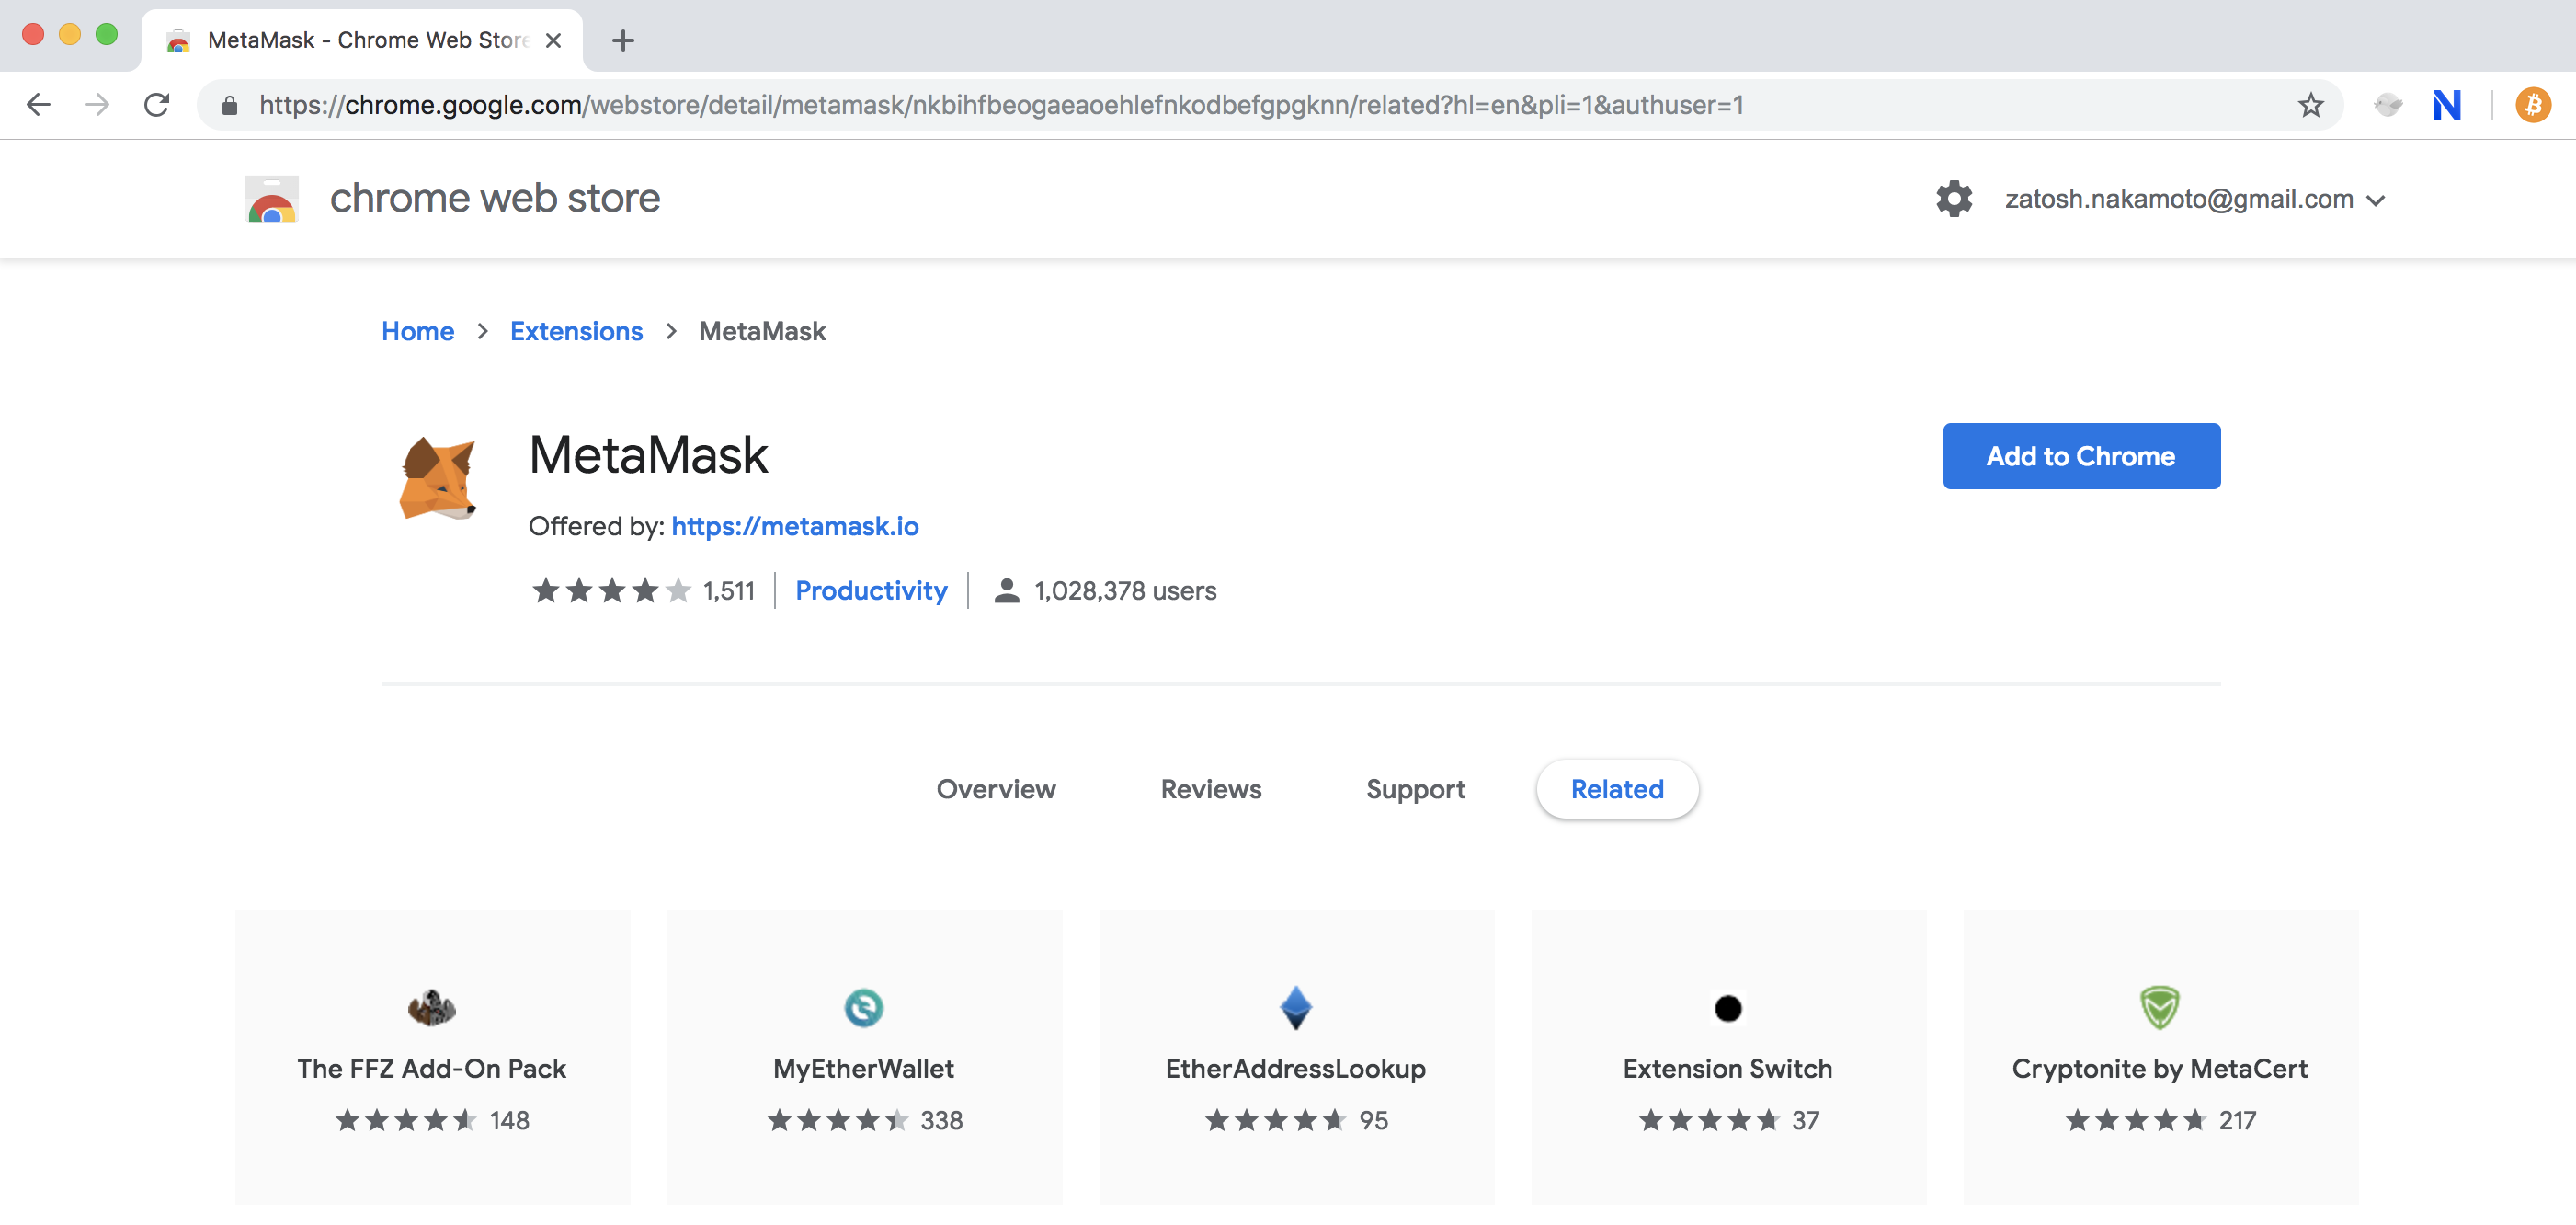 MetaMask - Chrome Web Store
https://chrome.google.com/webstore/detail/metamask/nkbihfbeogaeaoehlefnkodbefgpgknn/related?hl=en&pli=1&authuser=1
chrome web store
zatosh.nakamoto@gmail.com
Home > Extensions > MetaMask
MetaMask
Add to Chrome
Offered by: https://metamask.io
1,511 | Productivity | 1,028,378 users
Overview Reviews Support Related
The FFZ Add-On Pack
148
MyEtherWallet
338
EtherAddressLookup
95
Extension Switch
37
Cryptonite by MetaCert
217